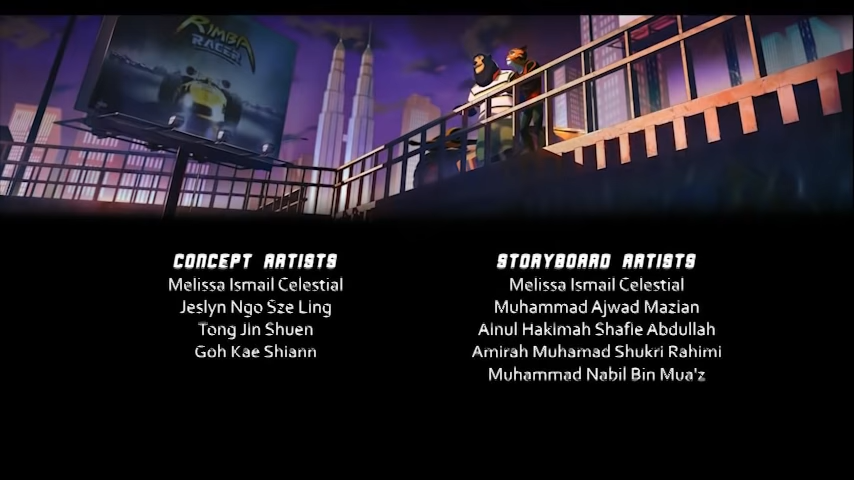 RIMBA
RACER
CONCEPT ARTISTS
Melissa Ismail Celestial
Jeslyn Ngo Sze Ling
Tong Jin Shuen
Goh Kae Shiann
STORYBOARD ARTISTS
Melissa Ismail Celestial
Muhammad Ajwad Mazian
Ainul Hakimah Shafie Abdullah
Amirah Muhamad Shukri Rahimi
Muhammad Nabil Bin Mua'z